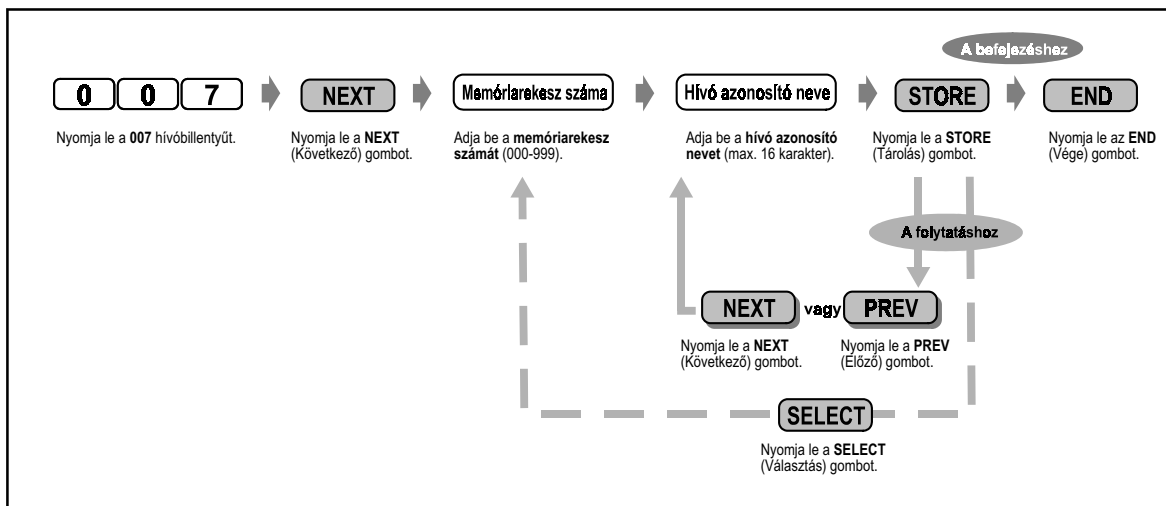 A befejezéshez
0 0 7
NEXT
Memóriarekesz száma
Hívó azonosító neve
STORE
END
Nyomja le a 007 hívóbillentyűt.
Nyomja le a NEXT
(Következő) gombot.
Adja be a memóriarekesz
számát (000-999).
Adja be a hívó azonosító
nevet (max. 16 karakter).
Nyomja le a STORE
(Tárolás) gombot.
Nyomja le az END
(Vége) gombot.
A folytatáshoz
NEXT vagy PREV
Nyomja le a NEXT
(Következő) gombot.
Nyomja le a PREV
(Előző) gombot.
SELECT
Nyomja le a SELECT
(Választás) gombot.